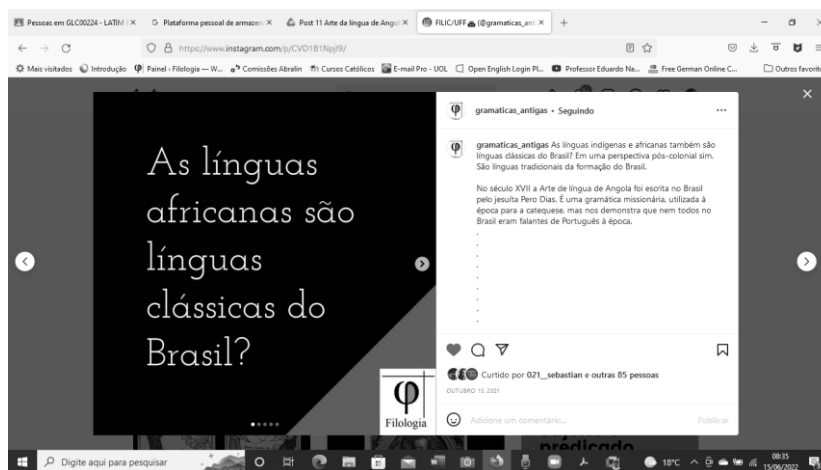 Pessoas em GLC00224 - LATIM I
Plataforma pessoal de armazen
Post 11 Arte da língua de Angol
FILIC/UFF (@gramaticas_anti
https://www.instagram.com/p/CVD1B1NpjI9/
Mais visitados
Introdução
Painel - Filologia — W...
Comissões Abralin
Cursos Católicos
E-mail Pro - UOL
Open English Login Pl...
Professor Eduardo Na...
Free German Online C...
Outros favorit
As línguas
africanas são
línguas
clássicas do
Brasil?
φ
Filologia
gramaticas_antigas • Seguindo
gramaticas_antigas As línguas indígenas e africanas também são
línguas clássicas do Brasil? Em uma perspectiva pós-colonial sim.
São línguas tradicionais da formação do Brasil.
No século XVII a Arte de língua de Angola foi escrita no Brasil
pelo jesuíta Pero Dias. É uma gramática missionária, utilizada à
época para a catequese, mas nos demonstra que nem todos no
Brasil eram falantes de Português à época.
.
.
.
.
.
.
.
.
Curtido por 021__sebastian e outras 85 pessoas
OUTUBRO 15, 2021
Adicione um comentário...
Publicar
predicado
Digite aqui para pesquisar
18°C
08:35
15/06/2022